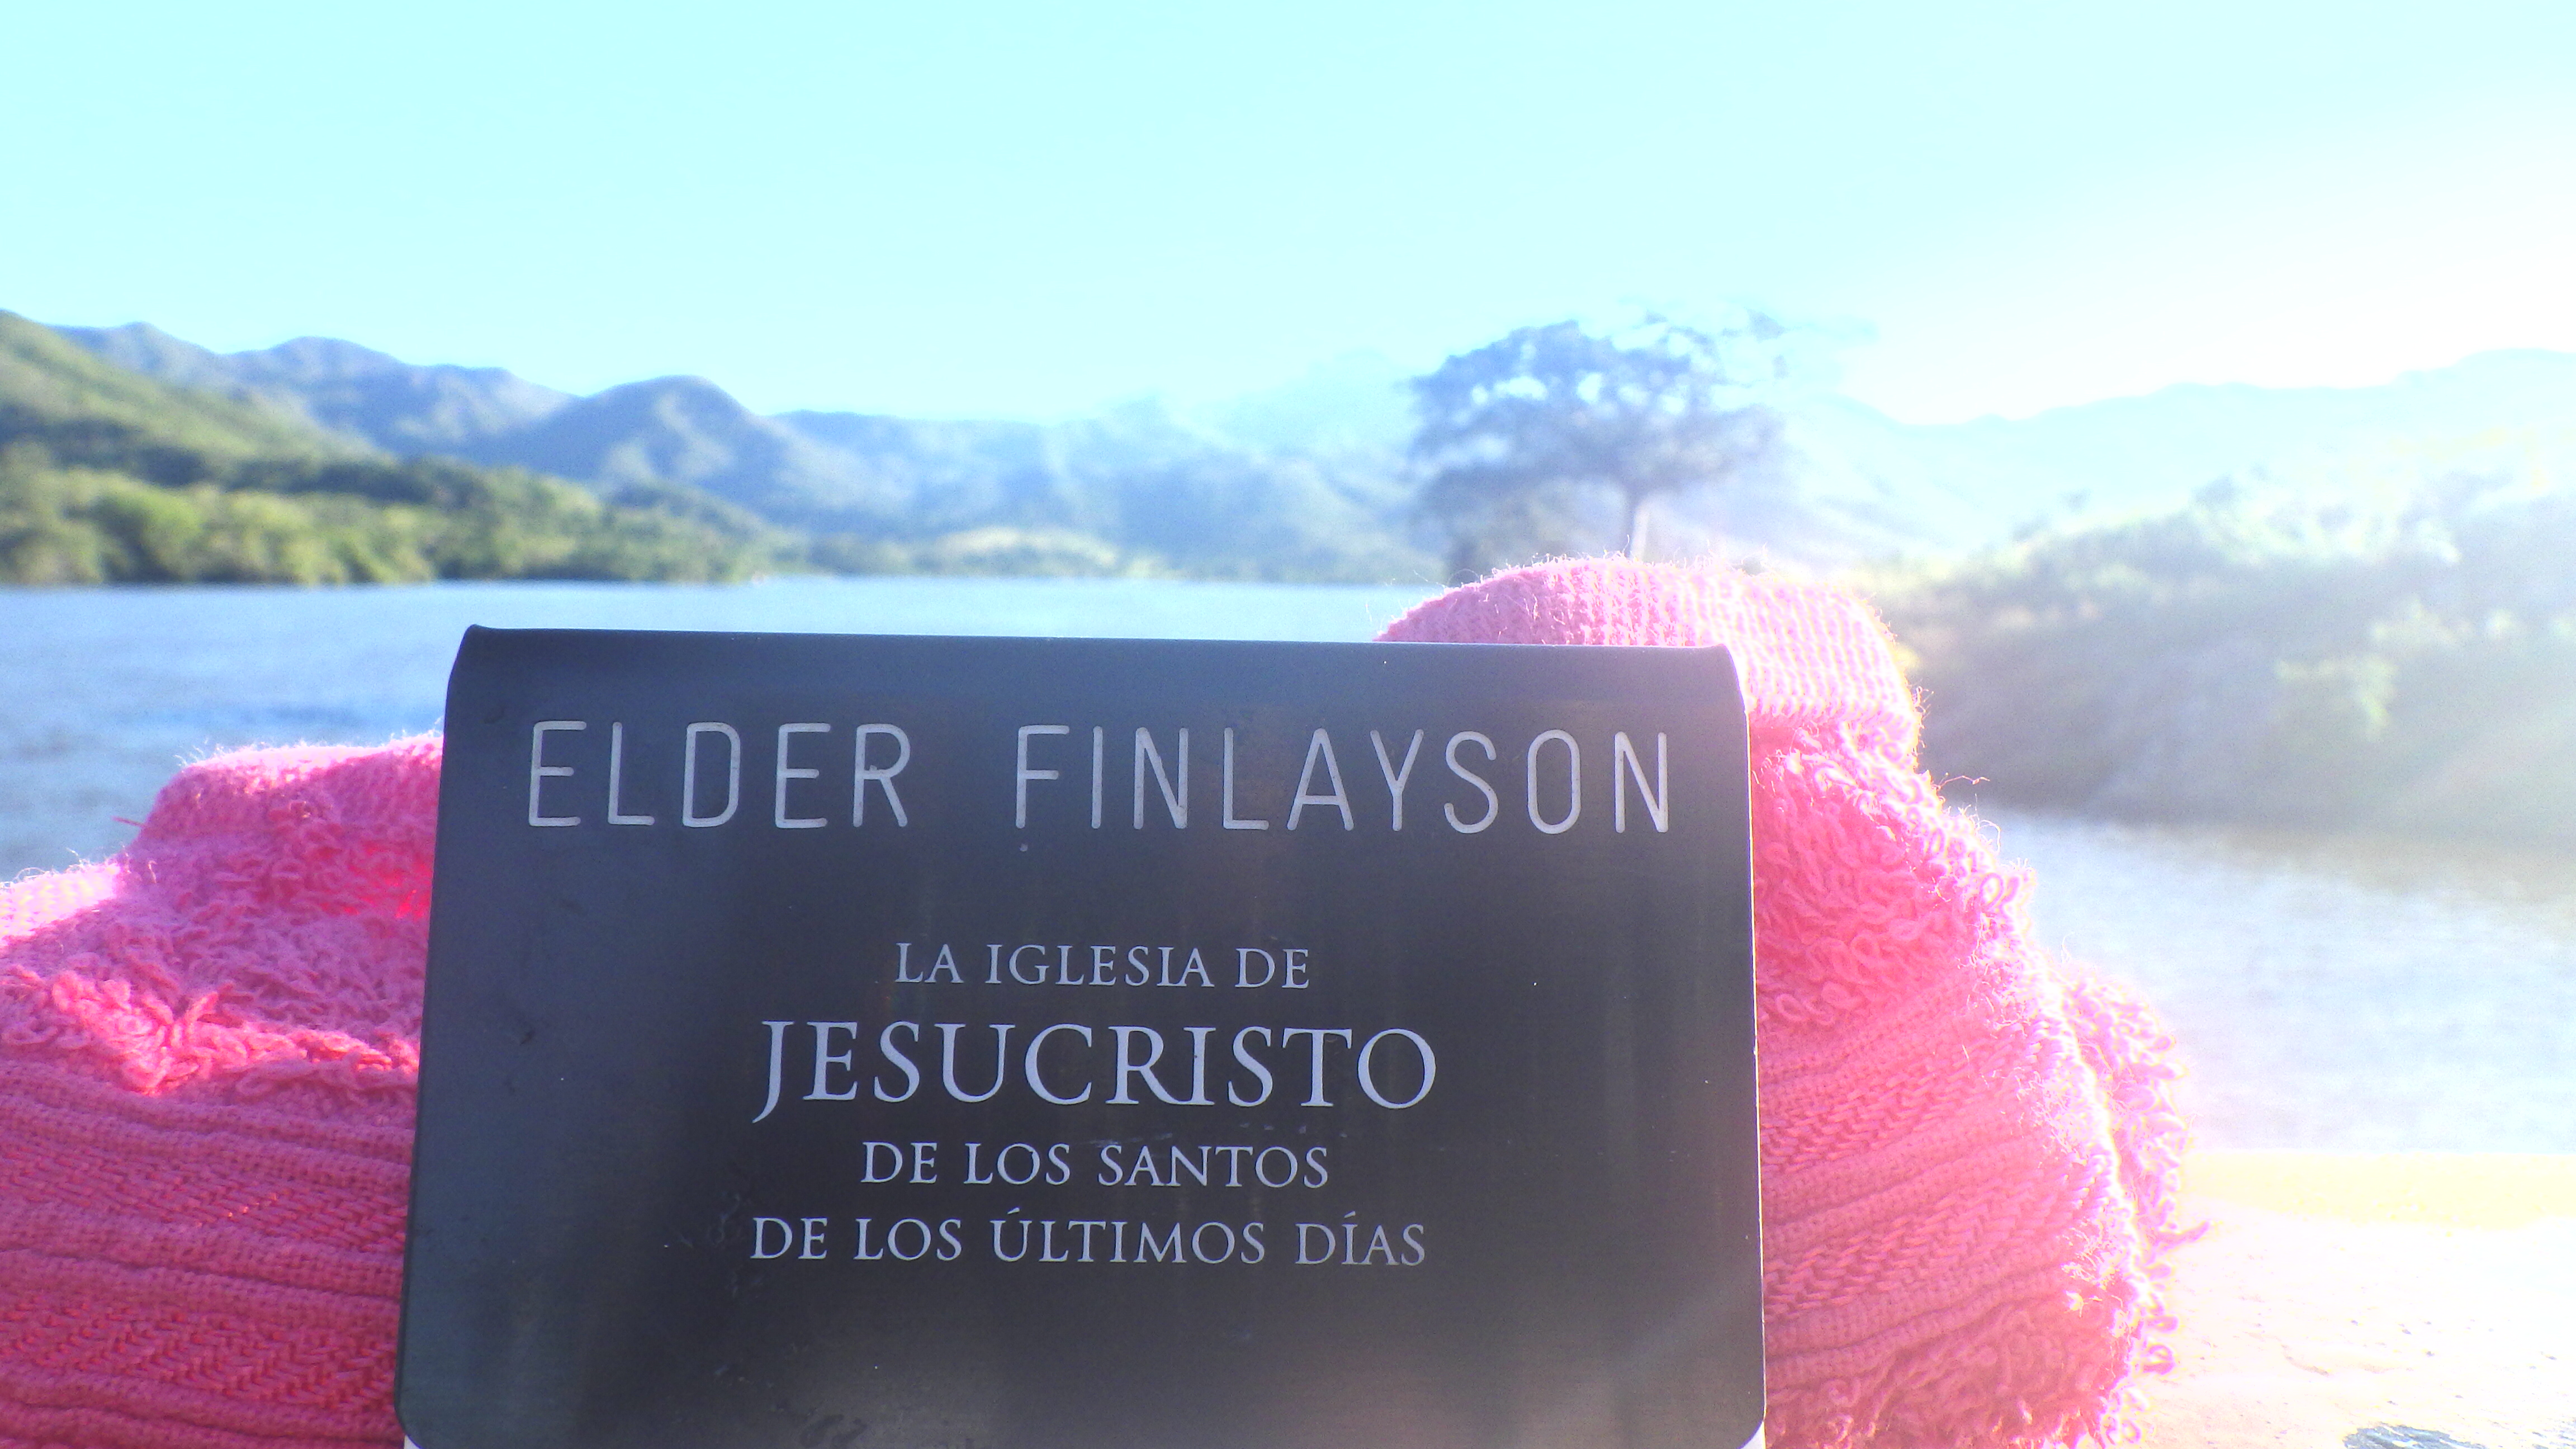 ELDER FINLAYSON
LA IGLESIA DE
JESUCRISTO
DE LOS SANTOS
DE LOS ÚLTIMOS DÍAS